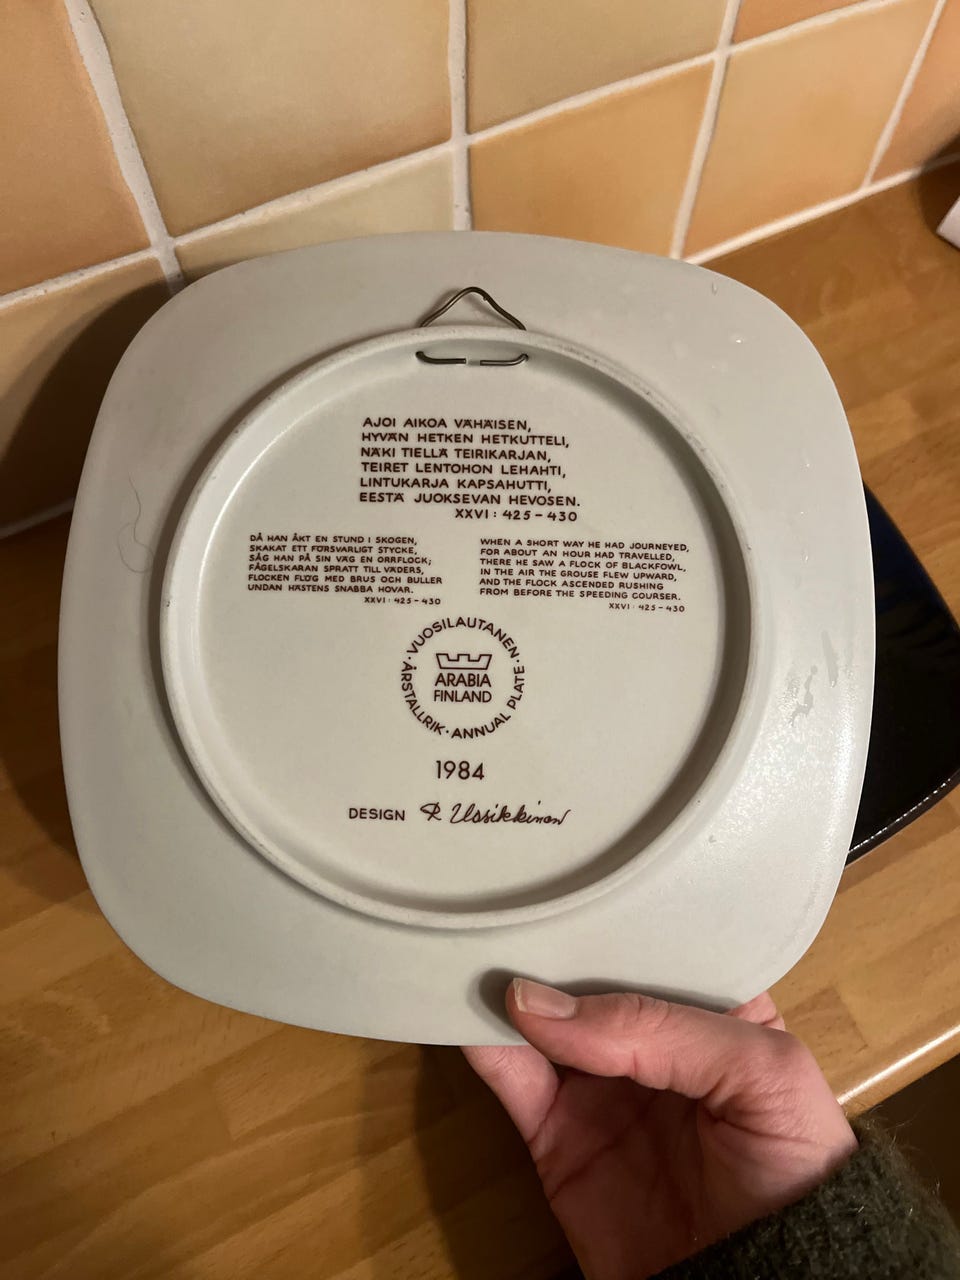 AJOI AIKOA VÄHÄISEN,
HYVÄN HETKEN HETKUTTELI,
NÄKI TIELLÄ TEIRIKARJAN,
TEIRET LENTOHON LEHAHTI,
LINTUKARJA KAPSAHUTTI,
EESTÄ JUOKSEVAN HEVOSEN.
XXVI: 425-430
DÅ HAN ÅKT EN STUND I SKOGEN,
SKAKAT ETT FÖRSVARLIGT STYCKE,
SÅG HAN PÅ SIN VÄG EN ORRFLOCK;
FÅGELSKARAN SPRATT TILL VÄDERS,
FLOCKEN FLÖG MED BRUS OCH BULLER
UNDAN HÄSTENS SNABBA HOVAR.
XXVI: 425-430
WHEN A SHORT WAY HE HAD JOURNEYED,
FOR ABOUT AN HOUR HAD TRAVELLED,
THERE HE SAW A FLOCK OF BLACKFOWL,
IN THE AIR THE GROUSE FLEW UPWARD,
AND THE FLOCK ASCENDED RUSHING
FROM BEFORE THE SPEEDING COURSER.
XXVI: 425-430
·VUOSILAUTANEN·
ARABIA
FINLAND
ÅRSTALLRIK·ANNUAL PLATE
1984
DESIGN R Uosikkinen